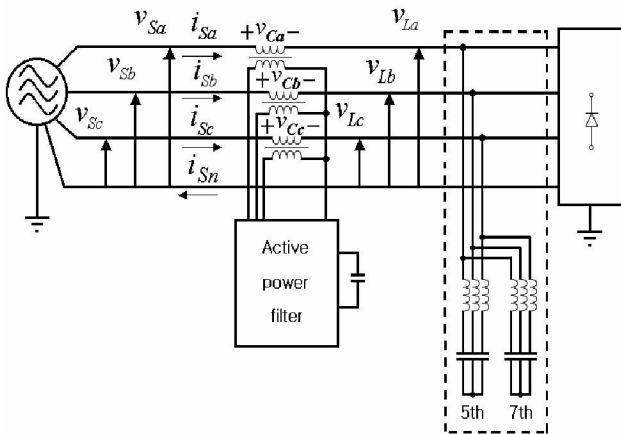 v_Sa
i_Sa
+v_Ca−
v_La
v_Sb
i_Sb
+v_Cb−
v_Lb
v_Sc
i_Sc
+v_Cc−
v_Lc
i_Sn
Active
power
filter
5th
7th